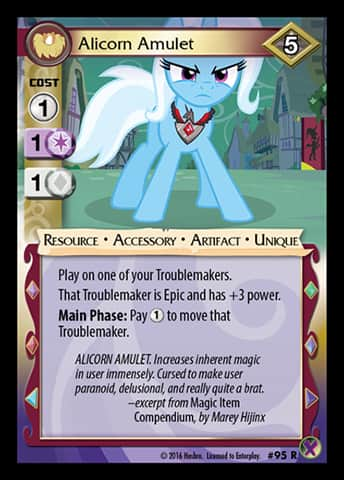 Alicorn Amulet
5
COST
1
1
1
RESOURCE • ACCESSORY • ARTIFACT • UNIQUE
Play on one of your Troublemakers.
That Troublemaker is Epic and has +3 power.
Main Phase: Pay 1 to move that
Troublemaker.
ALICORN AMULET. Increases inherent magic
in user immensely. Cursed to make user
paranoid, delusional, and really quite a brat.
–excerpt from Magic Item
Compendium, by Marey Hijinx
© 2016 Hasbro. Licensed to Enterplay. #95 R